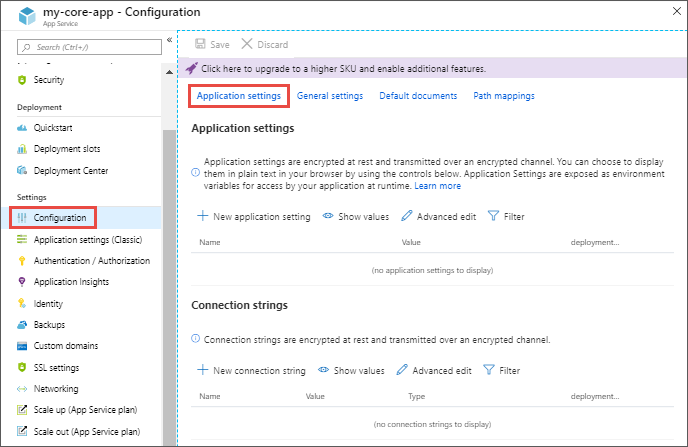 my-core-app - Configuration
App Service
Search (Ctrl+/)
Security
Deployment
Quickstart
Deployment slots
Deployment Center
Settings
Configuration
Application settings (Classic)
Authentication / Authorization
Application Insights
Identity
Backups
Custom domains
SSL settings
Networking
Scale up (App Service plan)
Scale out (App Service plan)
Save Discard
Click here to upgrade to a higher SKU and enable additional features.
Application settings General settings Default documents Path mappings
Application settings
Application settings are encrypted at rest and transmitted over an encrypted channel. You can choose to display
them in plain text in your browser by using the controls below. Application Settings are exposed as environment
variables for access by your application at runtime. Learn more
New application setting Show values Advanced edit Filter
Name Value deployment...
(no application settings to display)
Connection strings
Connection strings are encrypted at rest and transmitted over an encrypted channel.
New connection string Show values Advanced edit Filter
Name Value Type deployment...
(no connection strings to display)